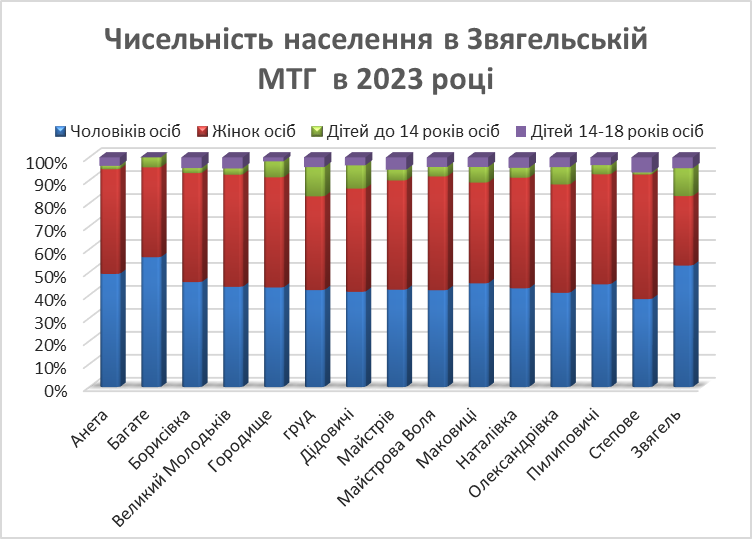 Чисельність населення в Звягельській
МТГ в 2023 році
Чоловіків осіб Жінок осіб Дітей до 14 років осіб Дітей 14-18 років осіб
100%
90%
80%
70%
60%
50%
40%
30%
20%
10%
0%
Анета
Багате
Борисівка
Великий Молодьків
Городище
груд
Дідовичі
Майстрів
Майстрова Воля
Маковиці
Наталівка
Олександрівка
Пилиповичі
Степове
Звягель